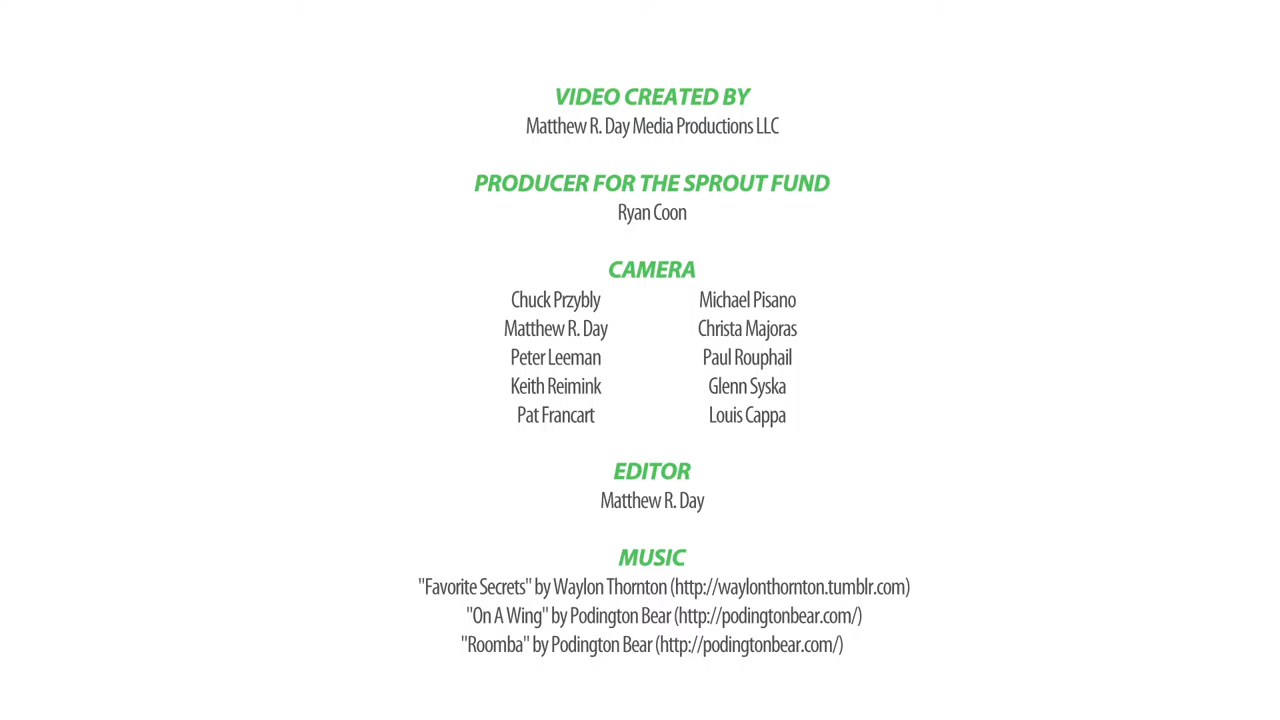 VIDEO CREATED BY
Matthew R. Day Media Productions LLC
PRODUCER FOR THE SPROUT FUND
Ryan Coon
CAMERA
Chuck Przybly Michael Pisano
Matthew R. Day Christa Majoras
Peter Leeman Paul Rouphail
Keith Reimink Glenn Syska
Pat Francart Louis Cappa
EDITOR
Matthew R. Day
MUSIC
"Favorite Secrets" by Waylon Thornton (http://waylonthornton.tumblr.com)
"On A Wing" by Podington Bear (http://podingtonbear.com/)
"Roomba" by Podington Bear (http://podingtonbear.com/)